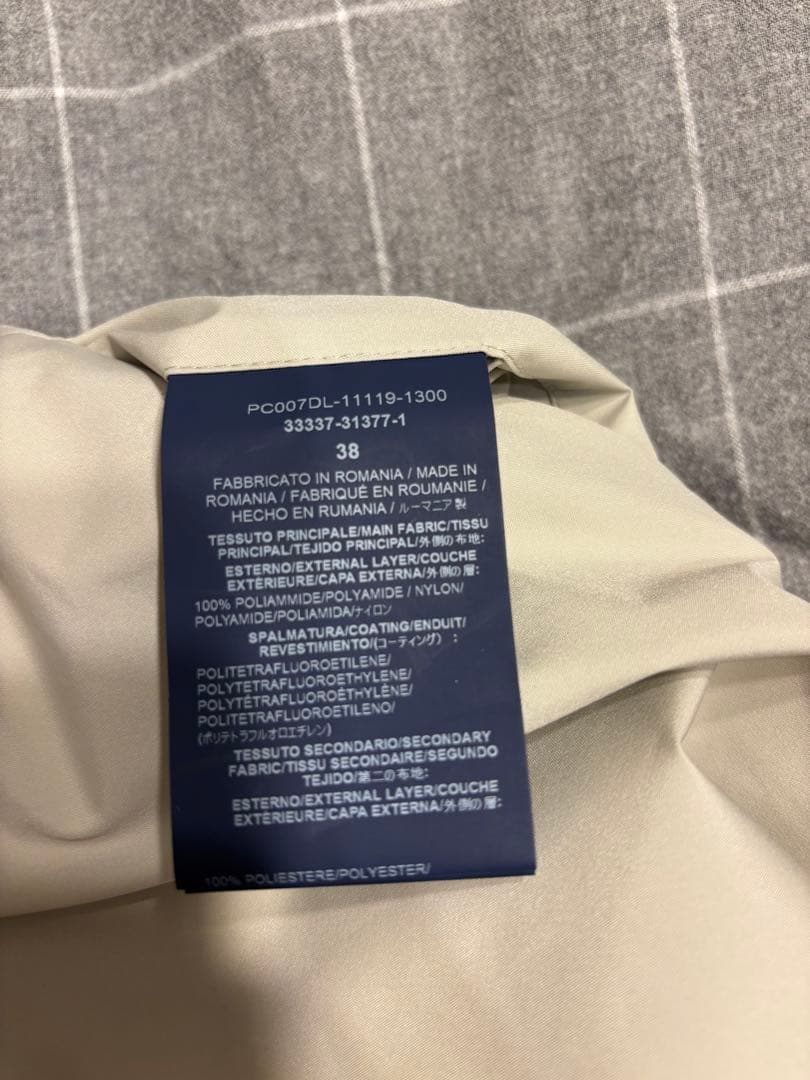 PC007DL-11119-1300
33337-31377-1
38
FABBRICATO IN ROMANIA / MADE IN
ROMANIA / FABRIQUÉ EN ROUMANIE /
HECHO EN RUMANIA / ルーマニア製
TESSUTO PRINCIPALE/MAIN FABRIC/TISSU
PRINCIPAL/TEJIDO PRINCIPAL/外側の布地:
ESTERNO/EXTERNAL LAYER/COUCHE
EXTÉRIEURE/CAPA EXTERNA/外側の層:
100% POLIAMMIDE/POLYAMIDE / NYLON/
POLYAMIDE/POLIAMIDA/ナイロン
SPALMATURA/COATING/ENDUIT/
REVESTIMIENTO/(コーティング) :
POLITETRAFLUOROETILENE/
POLYTETRAFLUOROETHYLENE/
POLYTÉTRAFLUOROÉTHYLÈNE/
POLITETRAFLUOROETILENO/
(ポリテトラフルオロエチレン)
TESSUTO SECONDARIO/SECONDARY
FABRIC/TISSU SECONDAIRE/SEGUNDO
TEJIDO/第二の布地:
ESTERNO/EXTERNAL LAYER/COUCHE
EXTÉRIEURE/CAPA EXTERNA/外側の層:
100% POLIESTERE/POLYESTER/